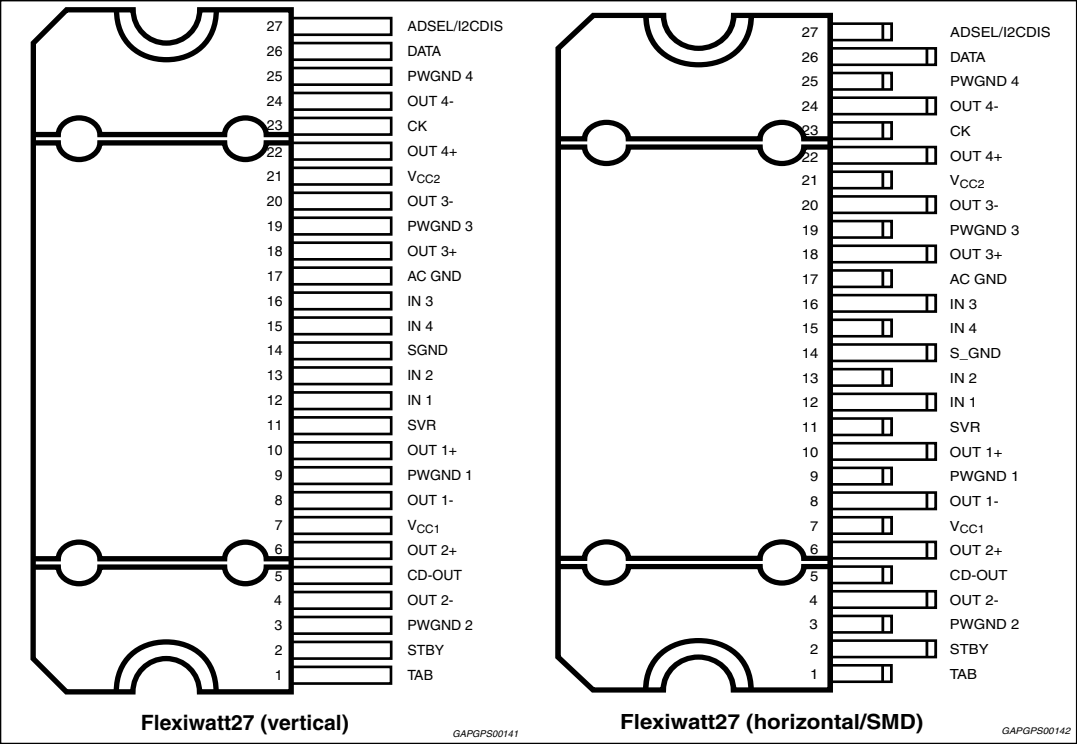 27 ADSEL/I2CDIS
26 DATA
25 PWGND 4
24 OUT 4-
23 CK
22 OUT 4+
21 VCC2
20 OUT 3-
19 PWGND 3
18 OUT 3+
17 AC GND
16 IN 3
15 IN 4
14 SGND
13 IN 2
12 IN 1
11 SVR
10 OUT 1+
9 PWGND 1
8 OUT 1-
7 VCC1
6 OUT 2+
5 CD-OUT
4 OUT 2-
3 PWGND 2
2 STBY
1 TAB
Flexiwatt27 (vertical)
GAPGPS00141
27 ADSEL/I2CDIS
26 DATA
25 PWGND 4
24 OUT 4-
23 CK
22 OUT 4+
21 VCC2
20 OUT 3-
19 PWGND 3
18 OUT 3+
17 AC GND
16 IN 3
15 IN 4
14 S_GND
13 IN 2
12 IN 1
11 SVR
10 OUT 1+
9 PWGND 1
8 OUT 1-
7 VCC1
6 OUT 2+
5 CD-OUT
4 OUT 2-
3 PWGND 2
2 STBY
1 TAB
Flexiwatt27 (horizontal/SMD)
GAPGPS00142